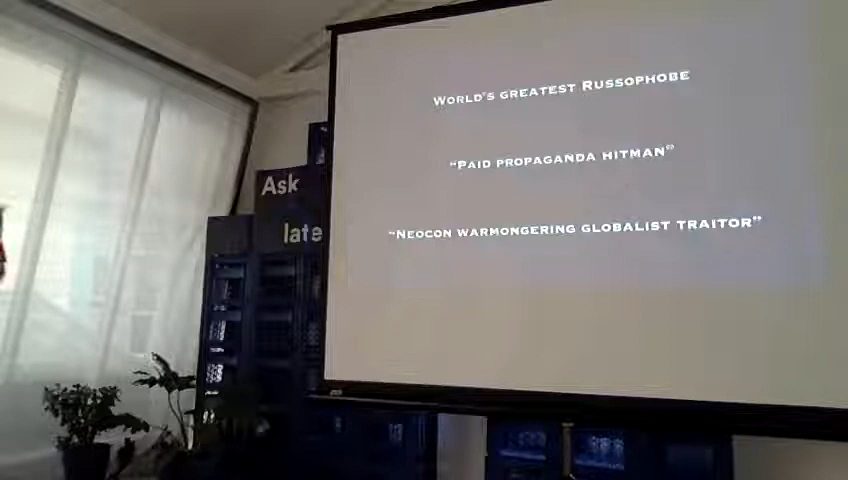 WORLD'S GREATEST RUSSOPHOBE
"PAID PROPAGANDA HITMAN"
"NEOCON WARMONGERING GLOBALIST TRAITOR"
Ask
late